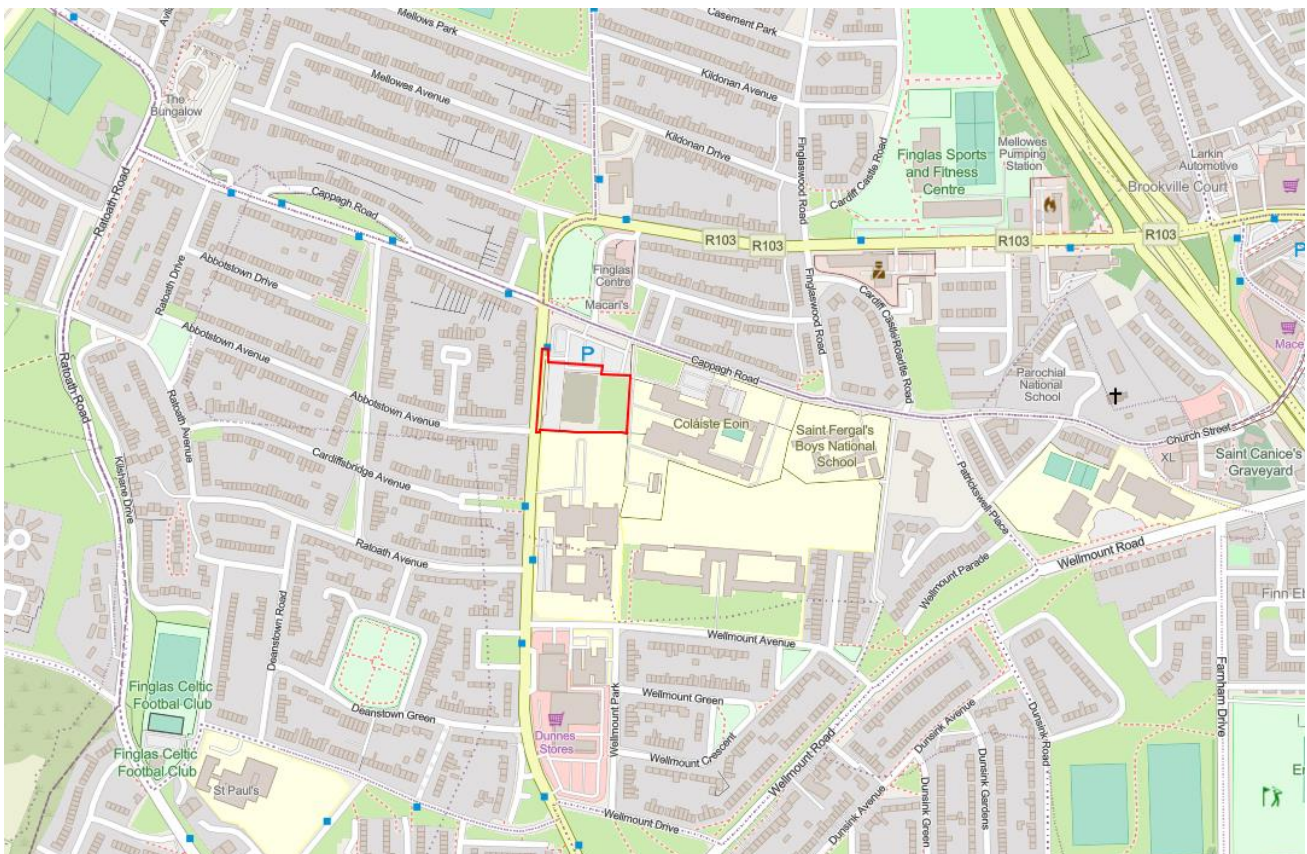 Mellows Park
Casement Park
Mellowes Avenue
Kildonan Avenue
The
Bungalow
Kildonan Drive
Finglaswood Road
Cardiff Castle Road
Finglas Sports
and Fitness
Centre
Mellowes
Pumping
Station
Larkin
Automotive
Brookville Court
Ratoath Road
Cappagh Road
R103
R103
R103
R103
P
Ratoath Drive
Abbotstown Drive
Finglas
Centre
Macari's
Finglaswood Road
Cardiff Castle Road
Abbotstown Avenue
P
Cappagh Road
Mace
Parochial
National
School
Ratoath Road
Ratoath Avenue
Abbotstown Avenue
Coláiste Eoin
Saint Fergal's
Boys National
School
Church Street
XL
Saint Canice's
Graveyard
Kilshane Drive
Cardiffsbridge Avenue
Patrickswell Place
Ratoath Avenue
Wellmount Road
Wellmount Parade
Deanstown Road
Wellmount Avenue
Farnham Drive
Finglas Celtic
Footbal Club
Wellmount Green
Wellmount Park
Deanstown Green
Dunnes
Stores
Wellmount Crescent
Wellmount Road
Dunsink Avenue
Dunsink Road
Finglas Celtic
Footbal Club
St Paul's
Wellmount Drive
Dunsink Avenue
Dunsink Green
Dunsink Gardens